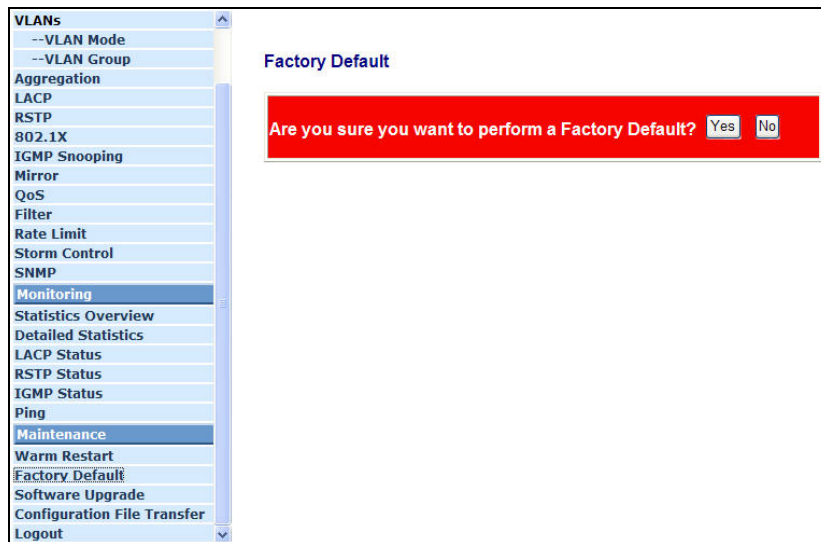 VLANs
--VLAN Mode
--VLAN Group
Aggregation
LACP
RSTP
802.1X
IGMP Snooping
Mirror
QoS
Filter
Rate Limit
Storm Control
SNMP
Monitoring
Statistics Overview
Detailed Statistics
LACP Status
RSTP Status
IGMP Status
Ping
Maintenance
Warm Restart
Factory Default
Software Upgrade
Configuration File Transfer
Logout
Factory Default
Are you sure you want to perform a Factory Default? Yes No